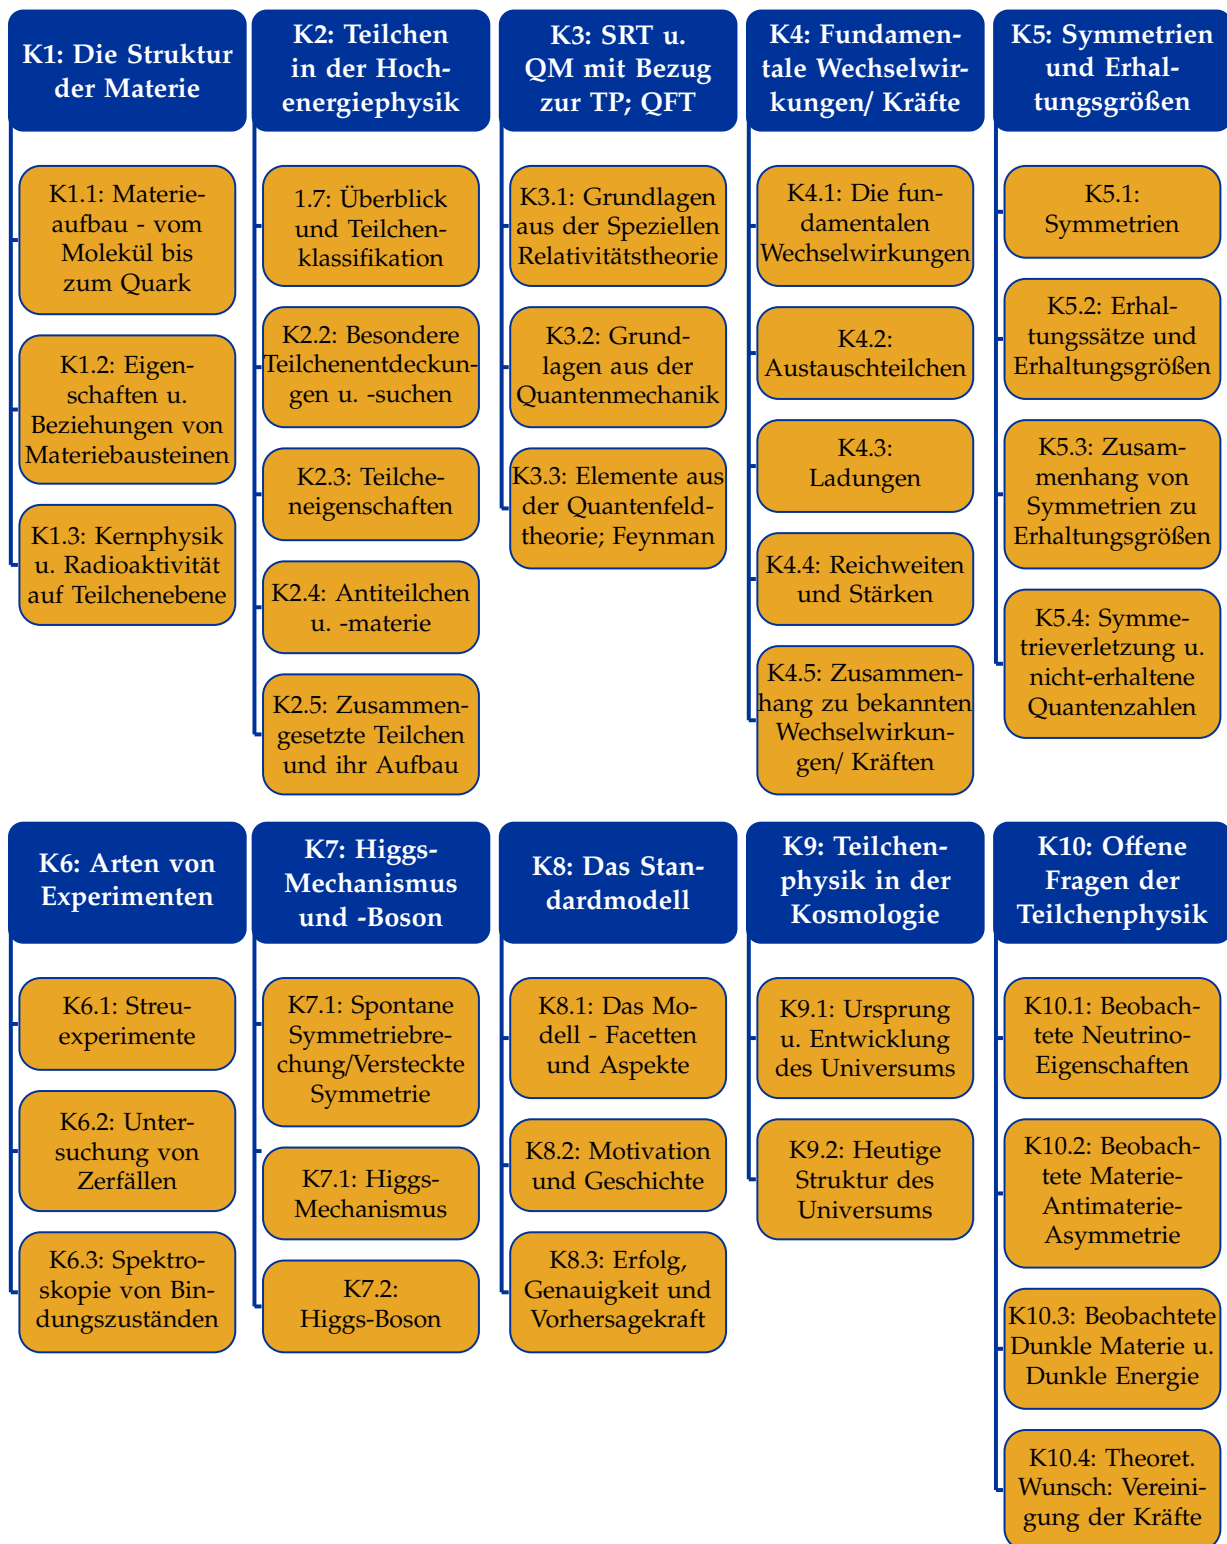 K1: Die Struktur
der Materie
K1.1: Materie-
aufbau - vom
Molekül bis
zum Quark
K1.2: Eigen-
schaften u.
Beziehungen von
Materiebausteinen
K1.3: Kernphysik
u. Radioaktivität
auf Teilchenebene
K2: Teilchen
in der Hoch-
energiephysik
1.7: Überblick
und Teilchen-
klassifikation
K2.2: Besondere
Teilchenentdeckun-
gen u. -suchen
K2.3: Teilche-
neigenschaften
K2.4: Antiteilchen
u. -materie
K2.5: Zusammen-
gesetzte Teilchen
und ihr Aufbau
K3: SRT u.
QM mit Bezug
zur TP; QFT
K3.1: Grundlagen
aus der Speziellen
Relativitätstheorie
K3.2: Grund-
lagen aus der
Quantenmechanik
K3.3: Elemente aus
der Quantenfeld-
theorie; Feynman
K4: Fundamen-
tale Wechselwir-
kungen/ Kräfte
K4.1: Die fun-
damentalen
Wechselwirkungen
K4.2:
Austauschteilchen
K4.3:
Ladungen
K4.4: Reichweiten
und Stärken
K4.5: Zusammen-
hang zu bekannten
Wechselwirkun-
gen/ Kräften
K5: Symmetrien
und Erhal-
tungsgrößen
K5.1:
Symmetrien
K5.2: Erhal-
tungssätze und
Erhaltungsgrößen
K5.3: Zusam-
menhang von
Symmetrien zu
Erhaltungsgrößen
K5.4: Symme-
trieverletzung u.
nicht-erhaltene
Quantenzahlen
K6: Arten von
Experimenten
K6.1: Streu-
experimente
K6.2: Unter-
suchung von
Zerfällen
K6.3: Spektro-
skopie von Bin-
dungszuständen
K7: Higgs-
Mechanismus
und -Boson
K7.1: Spontane
Symmetriebre-
chung/Versteckte
Symmetrie
K7.1: Higgs-
Mechanismus
K7.2:
Higgs-Boson
K8: Das Stan-
dardmodell
K8.1: Das Mo-
dell - Facetten
und Aspekte
K8.2: Motivation
und Geschichte
K8.3: Erfolg,
Genauigkeit und
Vorhersagekraft
K9: Teilchen-
physik in der
Kosmologie
K9.1: Ursprung
u. Entwicklung
des Universums
K9.2: Heutige
Struktur des
Universums
K10: Offene
Fragen der
Teilchenphysik
K10.1: Beobach-
tete Neutrino-
Eigenschaften
K10.2: Beobach-
tete Materie-
Antimaterie-
Asymmetrie
K10.3: Beobachtete
Dunkle Materie u.
Dunkle Energie
K10.4: Theoret.
Wunsch: Vereini-
gung der Kräfte